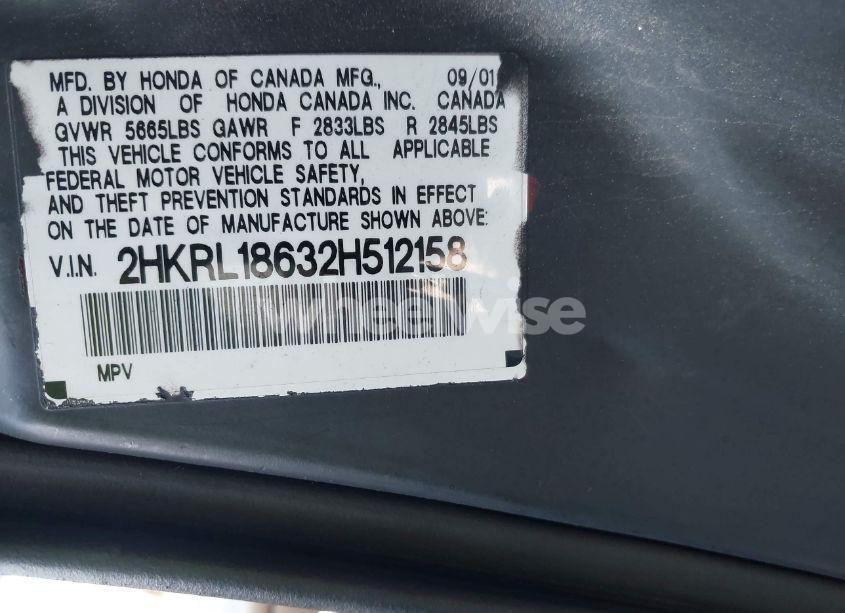 MFD. BY HONDA OF CANADA MFG., 09/01
A DIVISION OF HONDA CANADA INC. CANADA
GVWR 5665LBS GAWR F 2833LBS R 2845LBS
THIS VEHICLE CONFORMS TO ALL APPLICABLE
FEDERAL MOTOR VEHICLE SAFETY,
AND THEFT PREVENTION STANDARDS IN EFFECT
ON THE DATE OF MANUFACTURE SHOWN ABOVE:
V.I.N. 2HKRL18632H512158
wheelwise
MPV